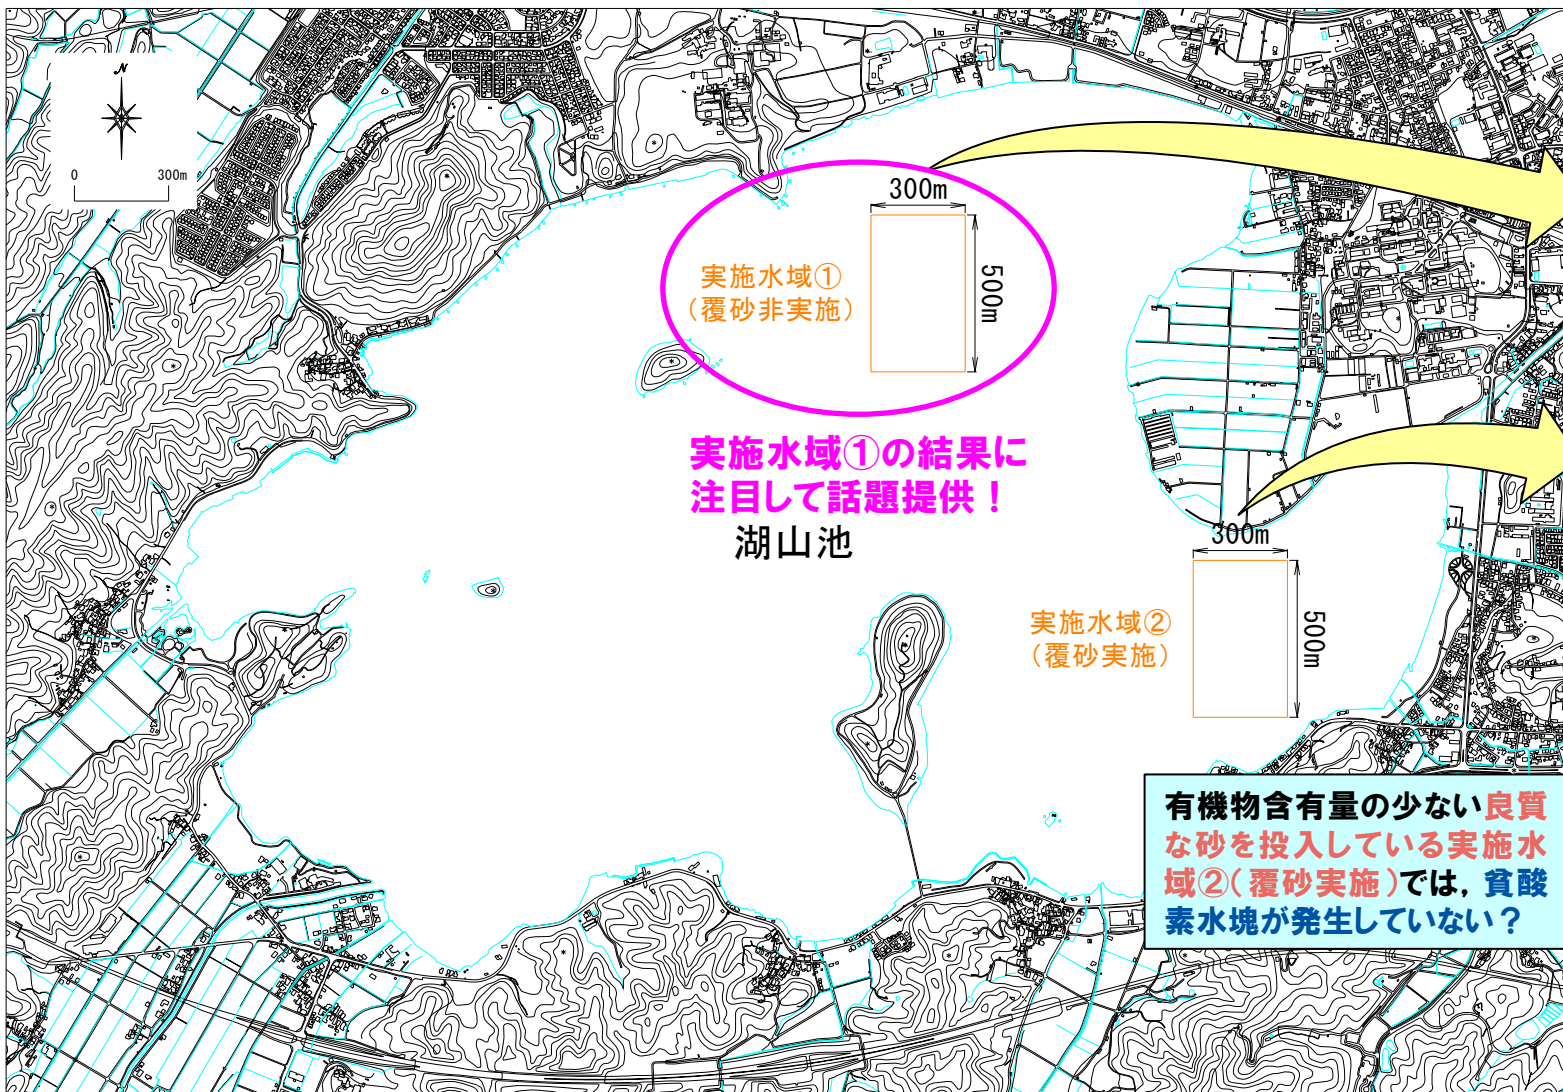 N
0 300m
300m
500m
実施水域①
(覆砂非実施)
実施水域①の結果に
注目して話題提供！
湖山池
300m
500m
実施水域②
(覆砂実施)
有機物含有量の少ない良質
な砂を投入している実施水
域②(覆砂実施)では，貧酸
素水塊が発生していない？